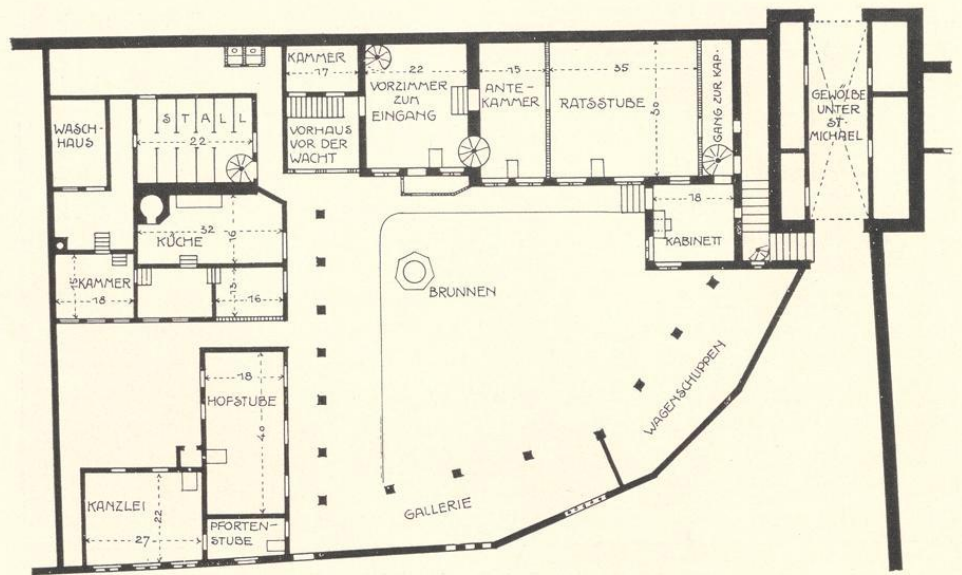 KAMMER
17
VORHAUS
VOR DER
WACHT
22
VORZIMMER
ZUM
EINGANG
15
ANTE-
KAMMER
35
RATSSTUBE
30
GANG ZUR KAP.
GEWÖLBE
UNTER
ST-
MICHAEL
WASCH-
HAUS
STALL
22
32
KÜCHE
16
18
KABINETT
15
KAMMER
18
13
16
BRUNNEN
WAGENSCHUPPEN
18
HOFSTUBE
40
GALLERIE
KANZLEI
22
27
PFORTEN-
STUBE